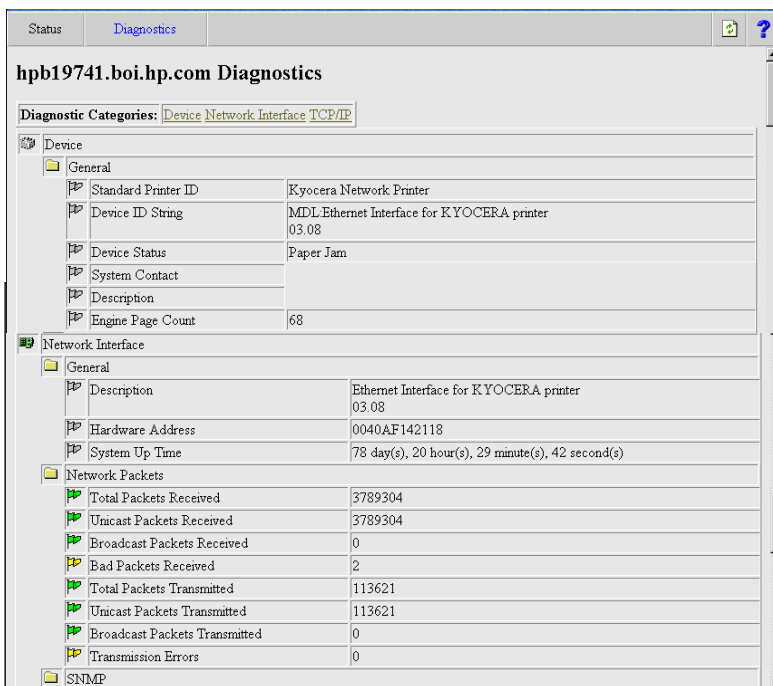 Status Diagnostics ?
hpb19741.boi.hp.com Diagnostics
Diagnostic Categories: Device Network Interface TCP/IP
Device
General
Standard Printer ID Kyocera Network Printer
Device ID String MDL:Ethernet Interface for KYOCERA printer
03.08
Device Status Paper Jam
System Contact
Description
Engine Page Count 68
Network Interface
General
Description Ethernet Interface for KYOCERA printer
03.08
Hardware Address 0040AF142118
System Up Time 78 day(s), 20 hour(s), 29 minute(s), 42 second(s)
Network Packets
Total Packets Received 3789304
Unicast Packets Received 3789304
Broadcast Packets Received 0
Bad Packets Received 2
Total Packets Transmitted 113621
Unicast Packets Transmitted 113621
Broadcast Packets Transmitted 0
Transmission Errors 0
SNMP